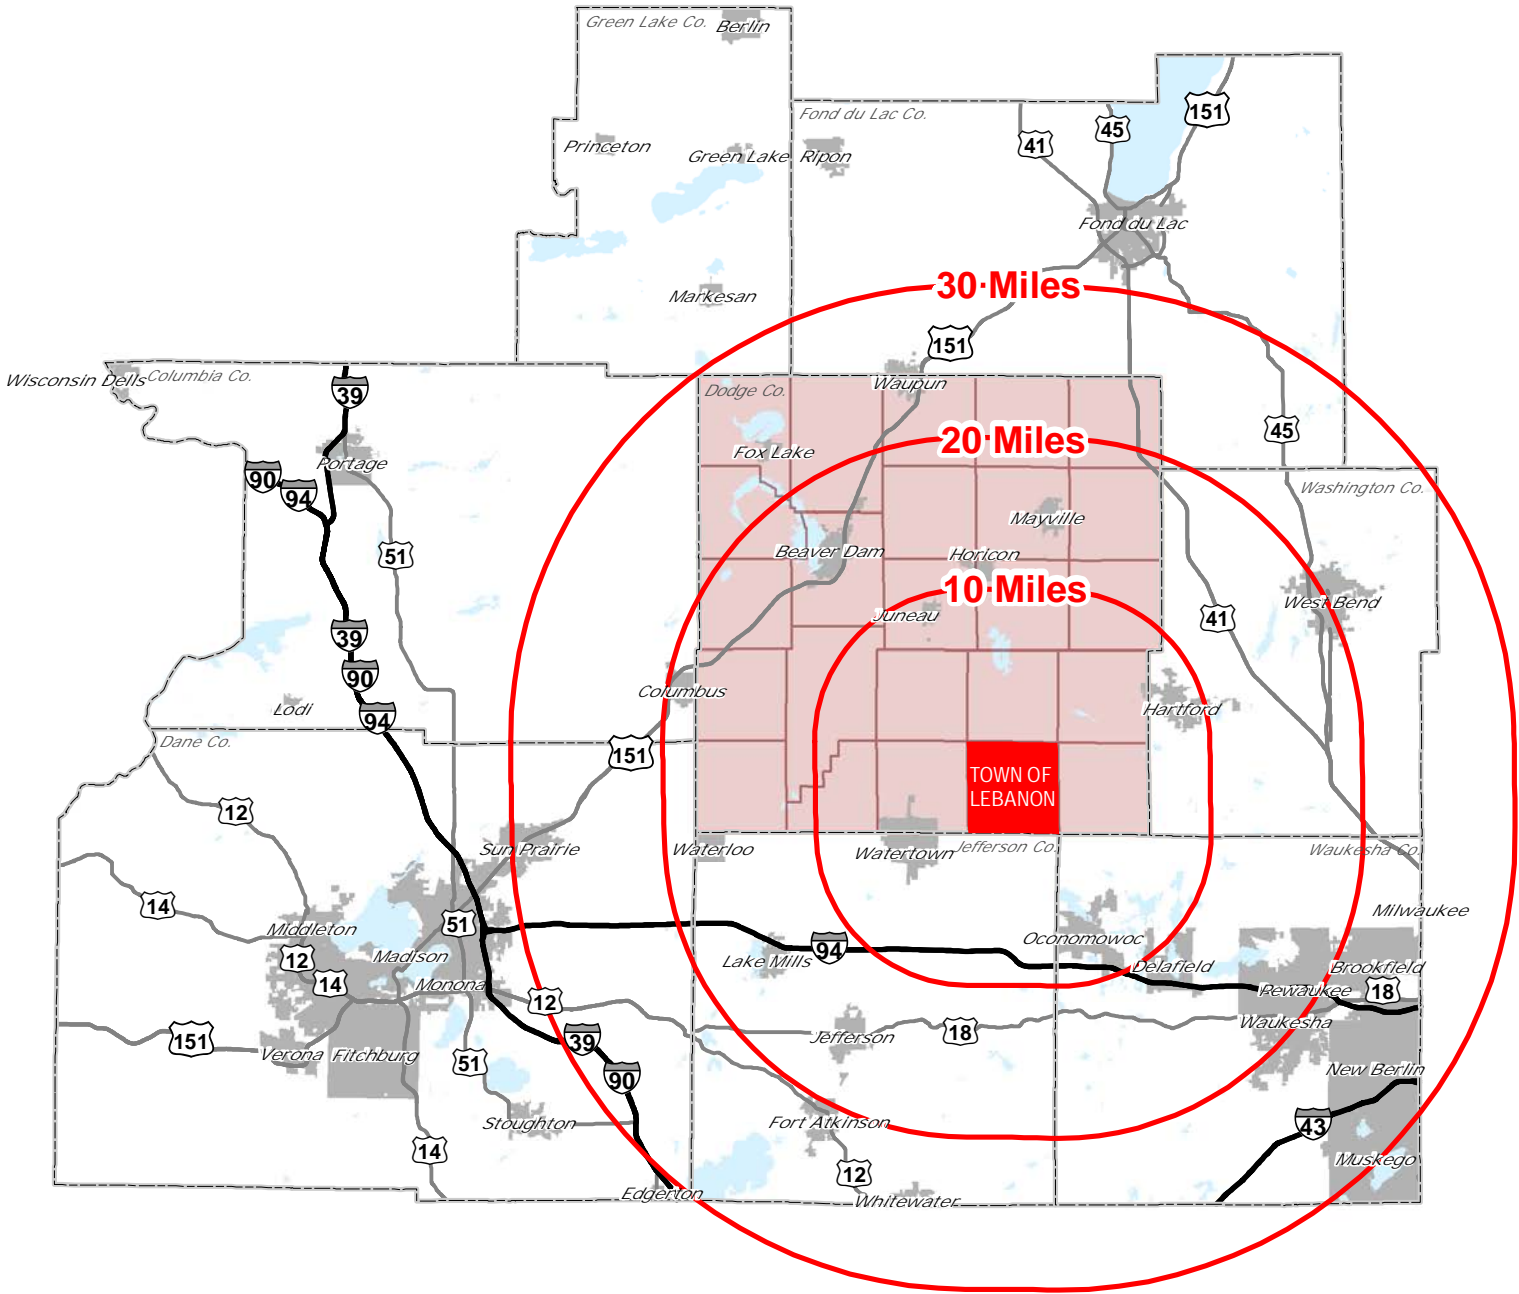 Green Lake Co.
Berlin
Fond du Lac Co.
151
45
41
Princeton
Green Lake
Ripon
Fond du Lac
30 Miles
Markesan
151
Wisconsin Dells
Columbia Co.
39
Dodge Co.
Waupun
45
20 Miles
Fox Lake
Portage
90
94
Washington Co.
Mayville
51
Beaver Dam
Horicon
10 Miles
West Bend
Juneau
41
39
90
Columbus
Lodi
94
Hartford
Dane Co.
151
TOWN OF
LEBANON
12
Sun Prairie
Waterloo
Watertown
Jefferson Co.
Waukesha Co.
14
Milwaukee
51
Middleton
Oconomowoc
94
12
Madison
Lake Mills
Delafield
Brookfield
14
Monona
Pewaukee
18
12
Waukesha
151
39
Jefferson
18
Verona
Fitchburg
51
90
New Berlin
Stoughton
Fort Atkinson
43
14
12
Muskego
Edgerton
Whitewater